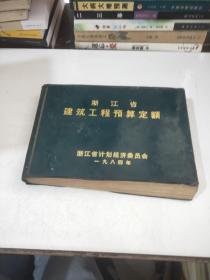 浙江省
建筑工程预算定额
浙江省计划经济委员会
一九八四年